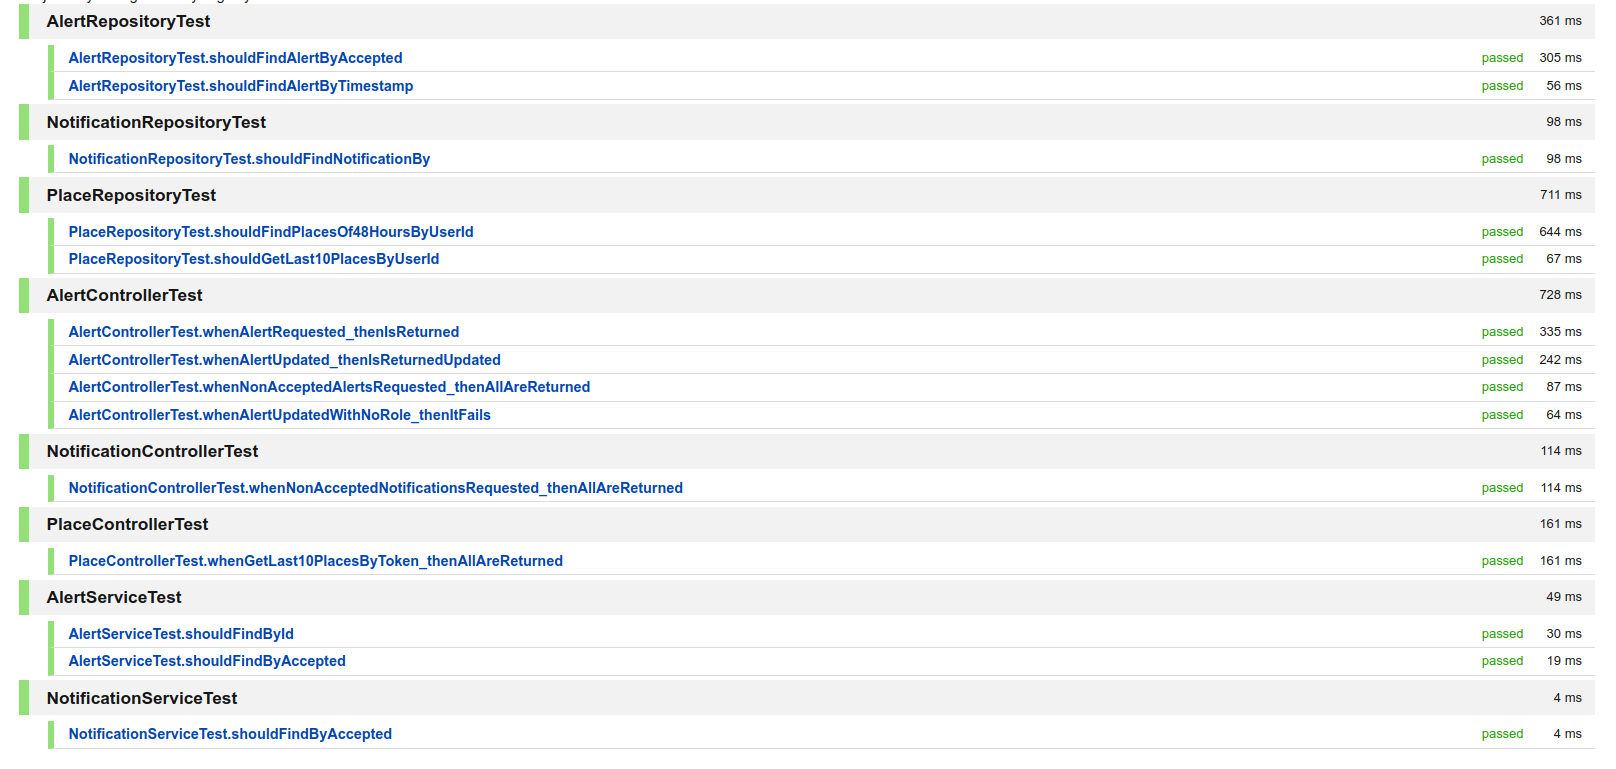 AlertRepositoryTest 361 ms
AlertRepositoryTest.shouldFindAlertByAccepted passed 305 ms
AlertRepositoryTest.shouldFindAlertByTimestamp passed 56 ms
NotificationRepositoryTest 98 ms
NotificationRepositoryTest.shouldFindNotificationBy passed 98 ms
PlaceRepositoryTest 711 ms
PlaceRepositoryTest.shouldFindPlacesOf48HoursByUserId passed 644 ms
PlaceRepositoryTest.shouldGetLast10PlacesByUserId passed 67 ms
AlertControllerTest 728 ms
AlertControllerTest.whenAlertRequested_thenIsReturned passed 335 ms
AlertControllerTest.whenAlertUpdated_thenIsReturnedUpdated passed 242 ms
AlertControllerTest.whenNonAcceptedAlertsRequested_thenAllAreReturned passed 87 ms
AlertControllerTest.whenAlertUpdatedWithNoRole_thenItFails passed 64 ms
NotificationControllerTest 114 ms
NotificationControllerTest.whenNonAcceptedNotificationsRequested_thenAllAreReturned passed 114 ms
PlaceControllerTest 161 ms
PlaceControllerTest.whenGetLast10PlacesByToken_thenAllAreReturned passed 161 ms
AlertServiceTest 49 ms
AlertServiceTest.shouldFindById passed 30 ms
AlertServiceTest.shouldFindByAccepted passed 19 ms
NotificationServiceTest 4 ms
NotificationServiceTest.shouldFindByAccepted passed 4 ms